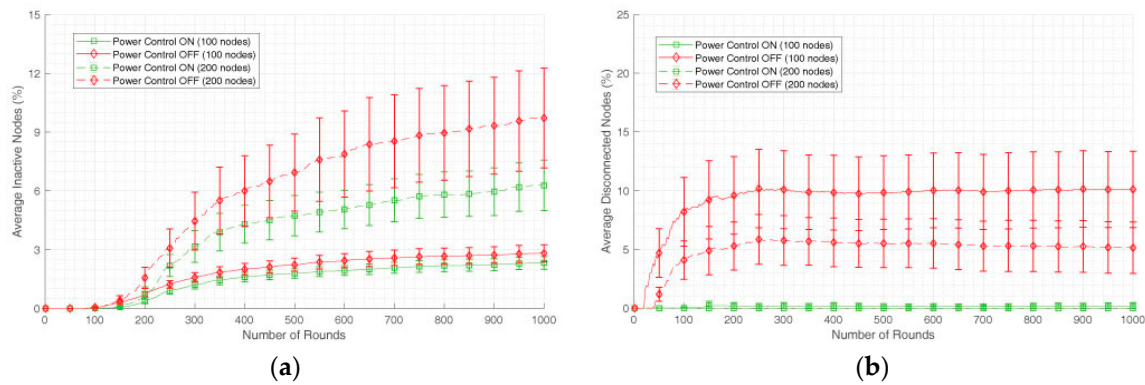 15
12
9
6
3
0
Average Inactive Nodes (%)
Power Control ON (100 nodes)
Power Control OFF (100 nodes)
Power Control ON (200 nodes)
Power Control OFF (200 nodes)
0 100 200 300 400 500 600 700 800 900 1000
Number of Rounds
(a)
25
20
15
10
5
0
Average Disconnected Nodes (%)
Power Control ON (100 nodes)
Power Control OFF (100 nodes)
Power Control ON (200 nodes)
Power Control OFF (200 nodes)
0 100 200 300 400 500 600 700 800 900 1000
Number of Rounds
(b)